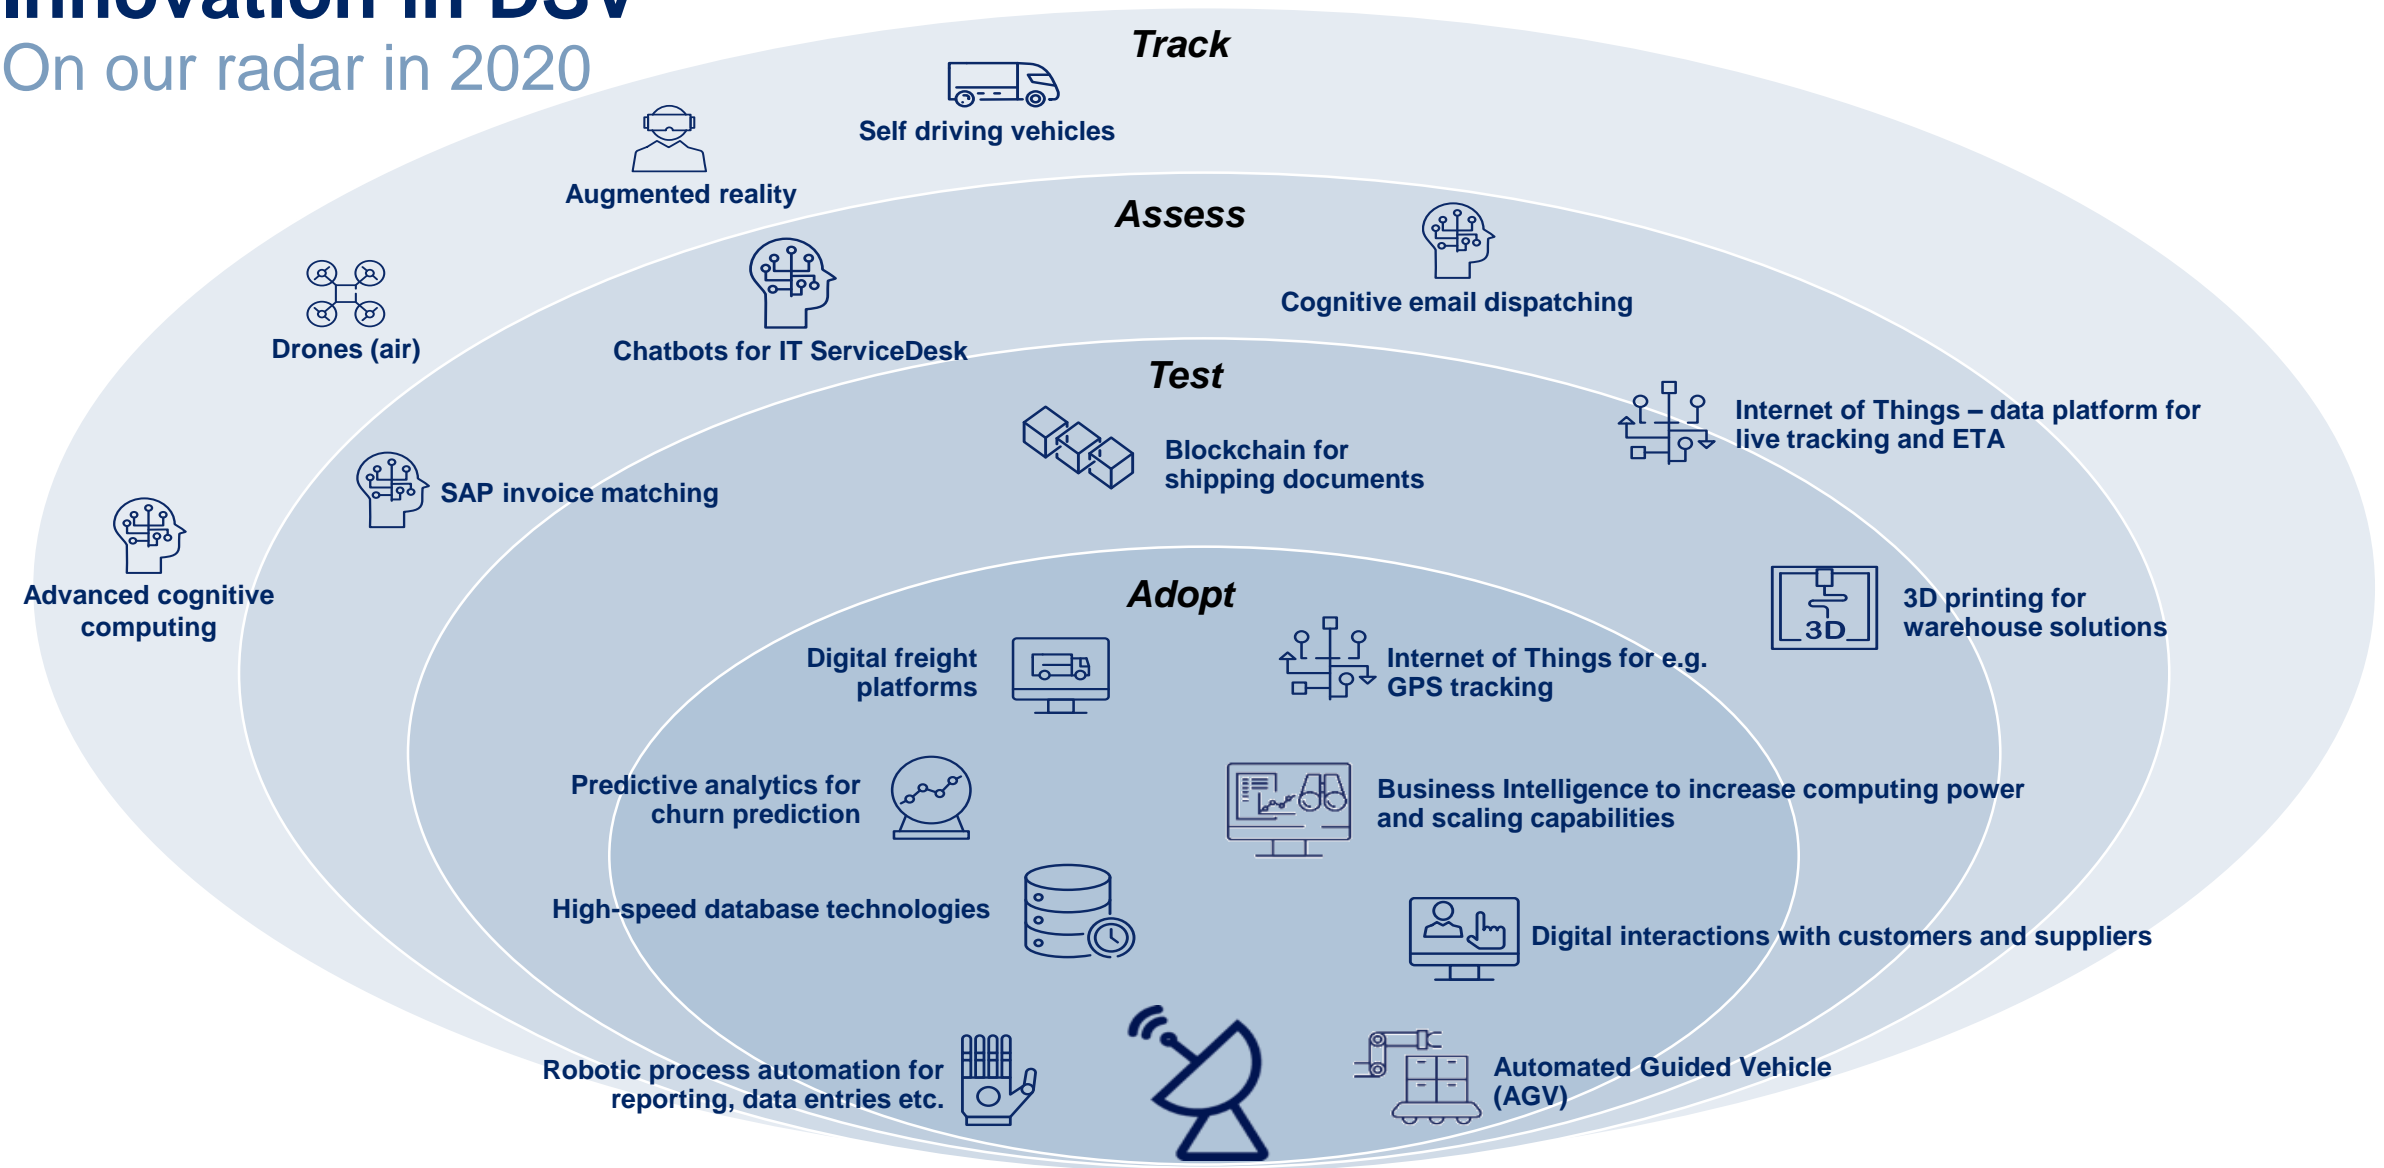 Innovation in DSV
On our radar in 2020
Track
Self driving vehicles
Augmented reality
Assess
Cognitive email dispatching
Drones (air)
Chatbots for IT ServiceDesk
Test
Internet of Things – data platform for
live tracking and ETA
Blockchain for
shipping documents
SAP invoice matching
Advanced cognitive
computing
Adopt
3D
3D printing for
warehouse solutions
Digital freight
platforms
Internet of Things for e.g.
GPS tracking
Predictive analytics for
churn prediction
Business Intelligence to increase computing power
and scaling capabilities
High-speed database technologies
Digital interactions with customers and suppliers
Robotic process automation for
reporting, data entries etc.
Automated Guided Vehicle
(AGV)